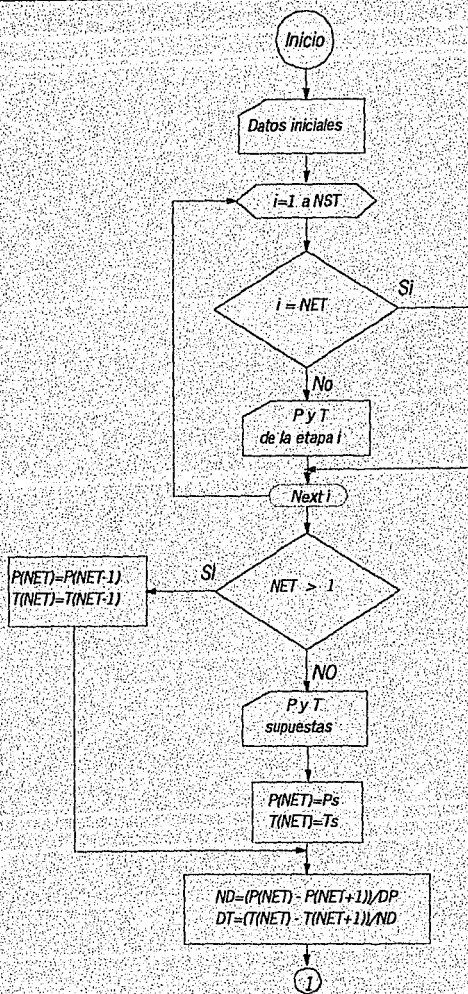 Inicio
Datos iniciales
i=1 a NST
i = NET
Si
No
P y T
de la etapa i
Next i
NET > 1
SI
P(NET)=P(NET-1)
T(NET)=T(NET-1)
NO
P y T
supuestas
P(NET)=Ps
T(NET)=Ts
ND=(P(NET) - P(NET+1))/DP
DT=(T(NET) - T(NET+1))/ND
1